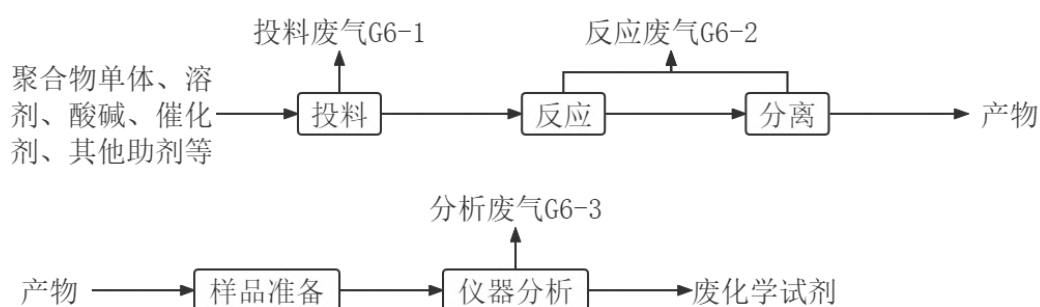 投料废气G6-1
反应废气G6-2
聚合物单体、溶
剂、酸碱、催化
剂、其他助剂等
投料
反应
分离
产物
分析废气G6-3
产物
样品准备
仪器分析
废化学试剂